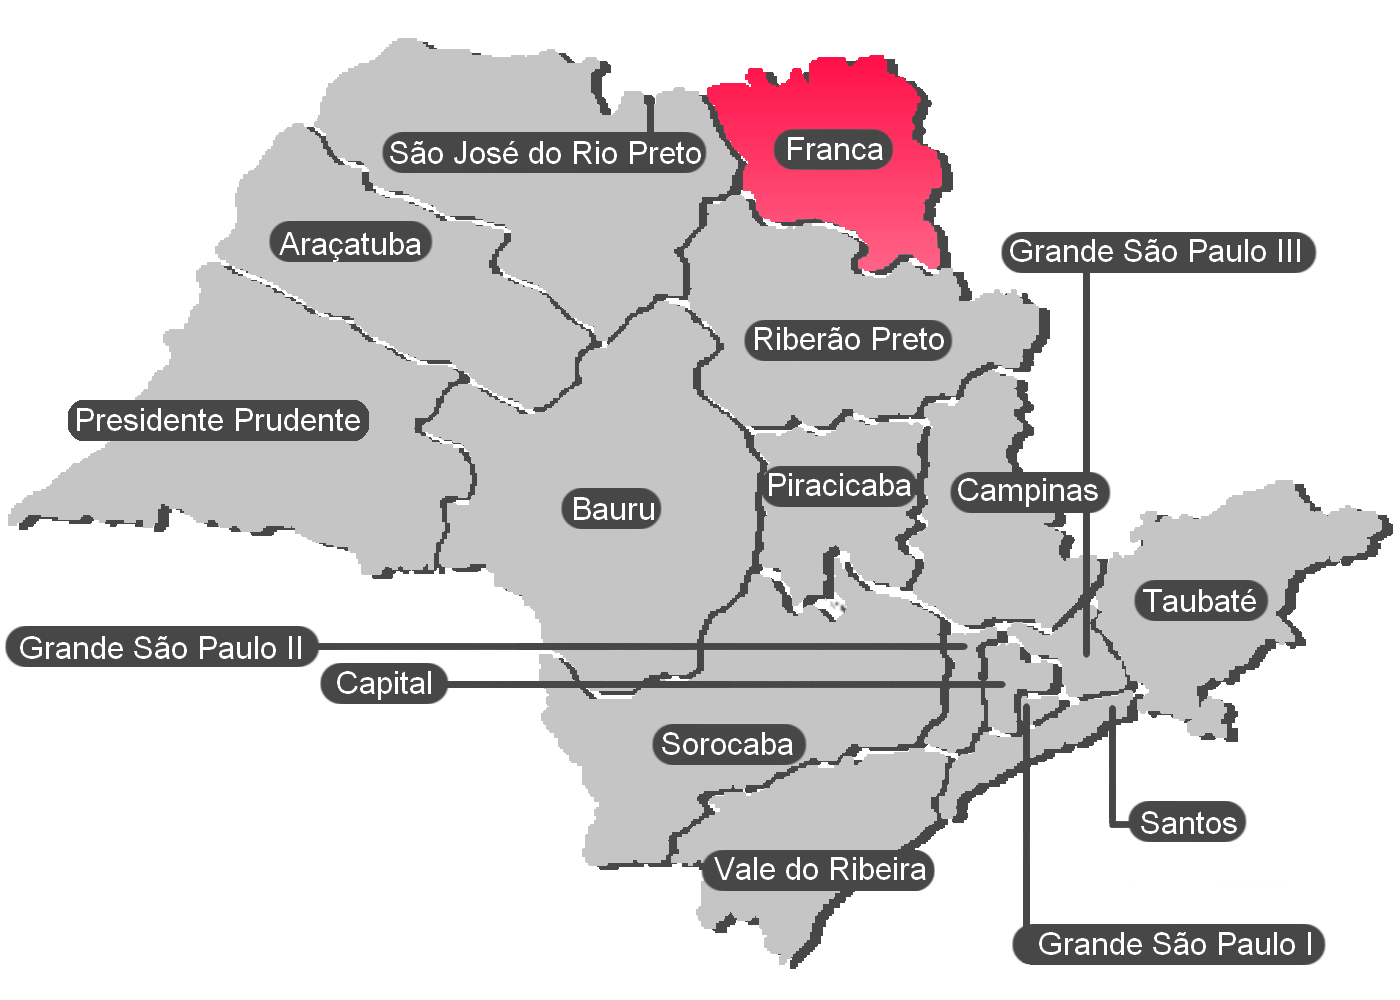 Franca
São José do Rio Preto
Araçatuba
Grande São Paulo III
Riberão Preto
Presidente Prudente
Piracicaba
Campinas
Bauru
Taubaté
Grande São Paulo II
Capital
Sorocaba
Santos
Vale do Ribeira
Grande São Paulo I